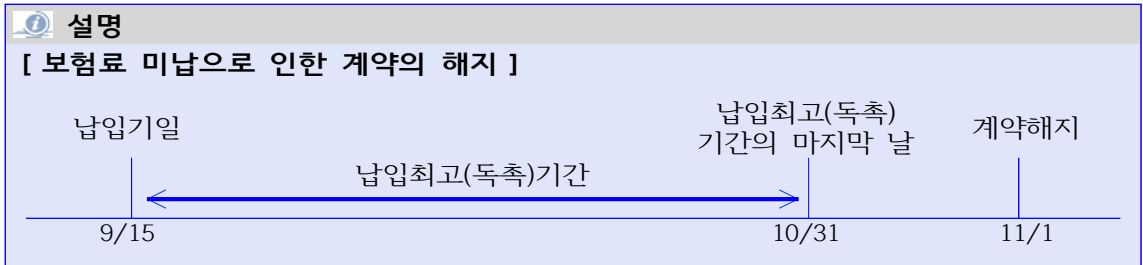 설명
[ 보험료 미납으로 인한 계약의 해지 ]
납입기일
납입최고(독촉)
기간의 마지막 날
계약해지
납입최고(독촉)기간
9/15
10/31
11/1